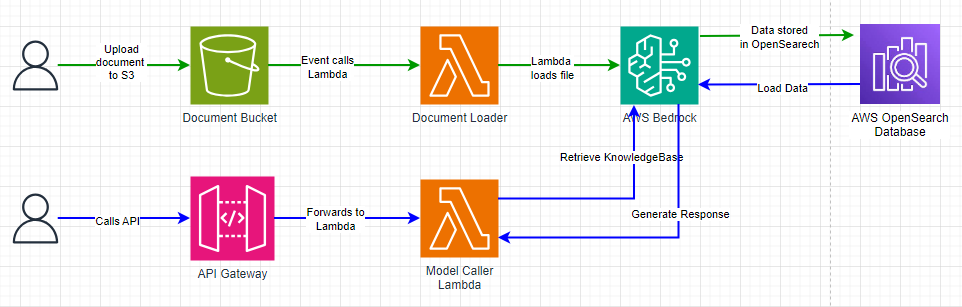 Upload
document
to S3
Event calls
Lambda
Lambda
loads file
Data stored
in OpenSearech
Load Data
Document Bucket
Document Loader
AWS Bedrock
AWS OpenSearch
Database
Retrieve KnowledgeBase
Calls API
Forwards to
Lambda
Generate Response
API Gateway
Model Caller
Lambda